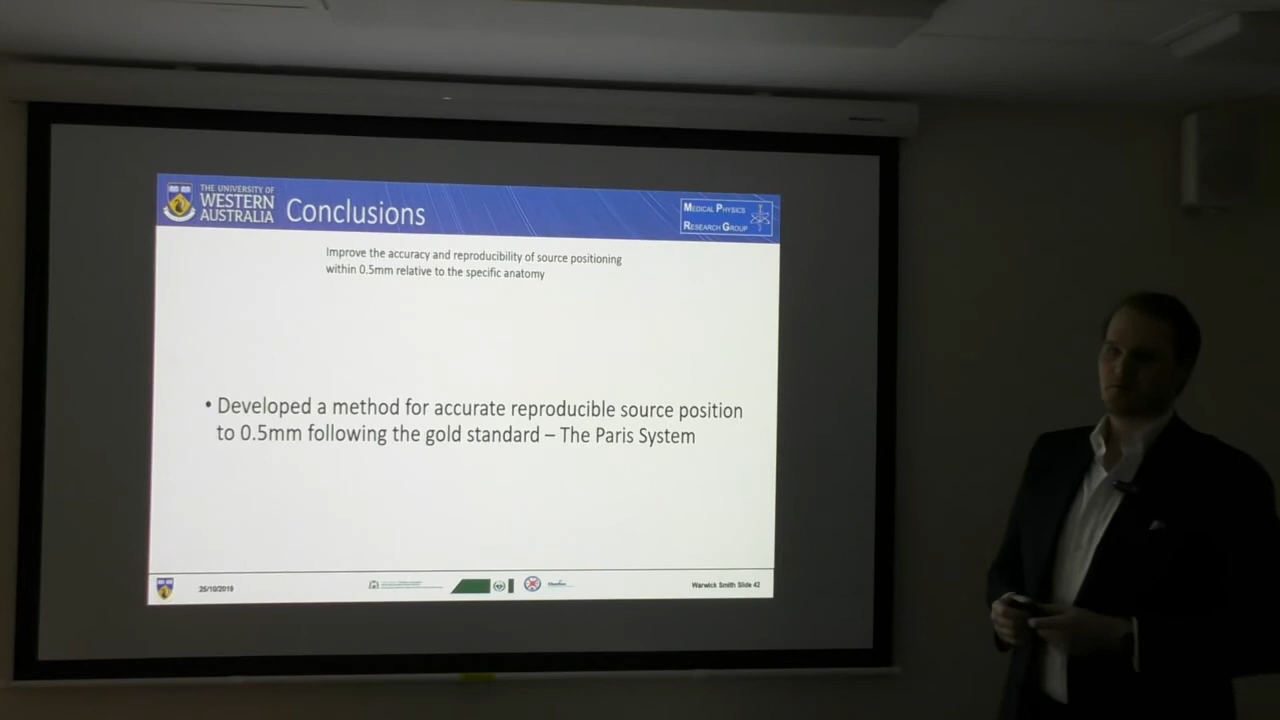 THE UNIVERSITY OF
WESTERN
AUSTRALIA
Conclusions
MEDICAL PHYSICS
RESEARCH GROUP
Improve the accuracy and reproducibility of source positioning
within 0.5mm relative to the specific anatomy
• Developed a method for accurate reproducible source position
to 0.5mm following the gold standard – The Paris System
25/10/2019
Warwick Smith Slide 42